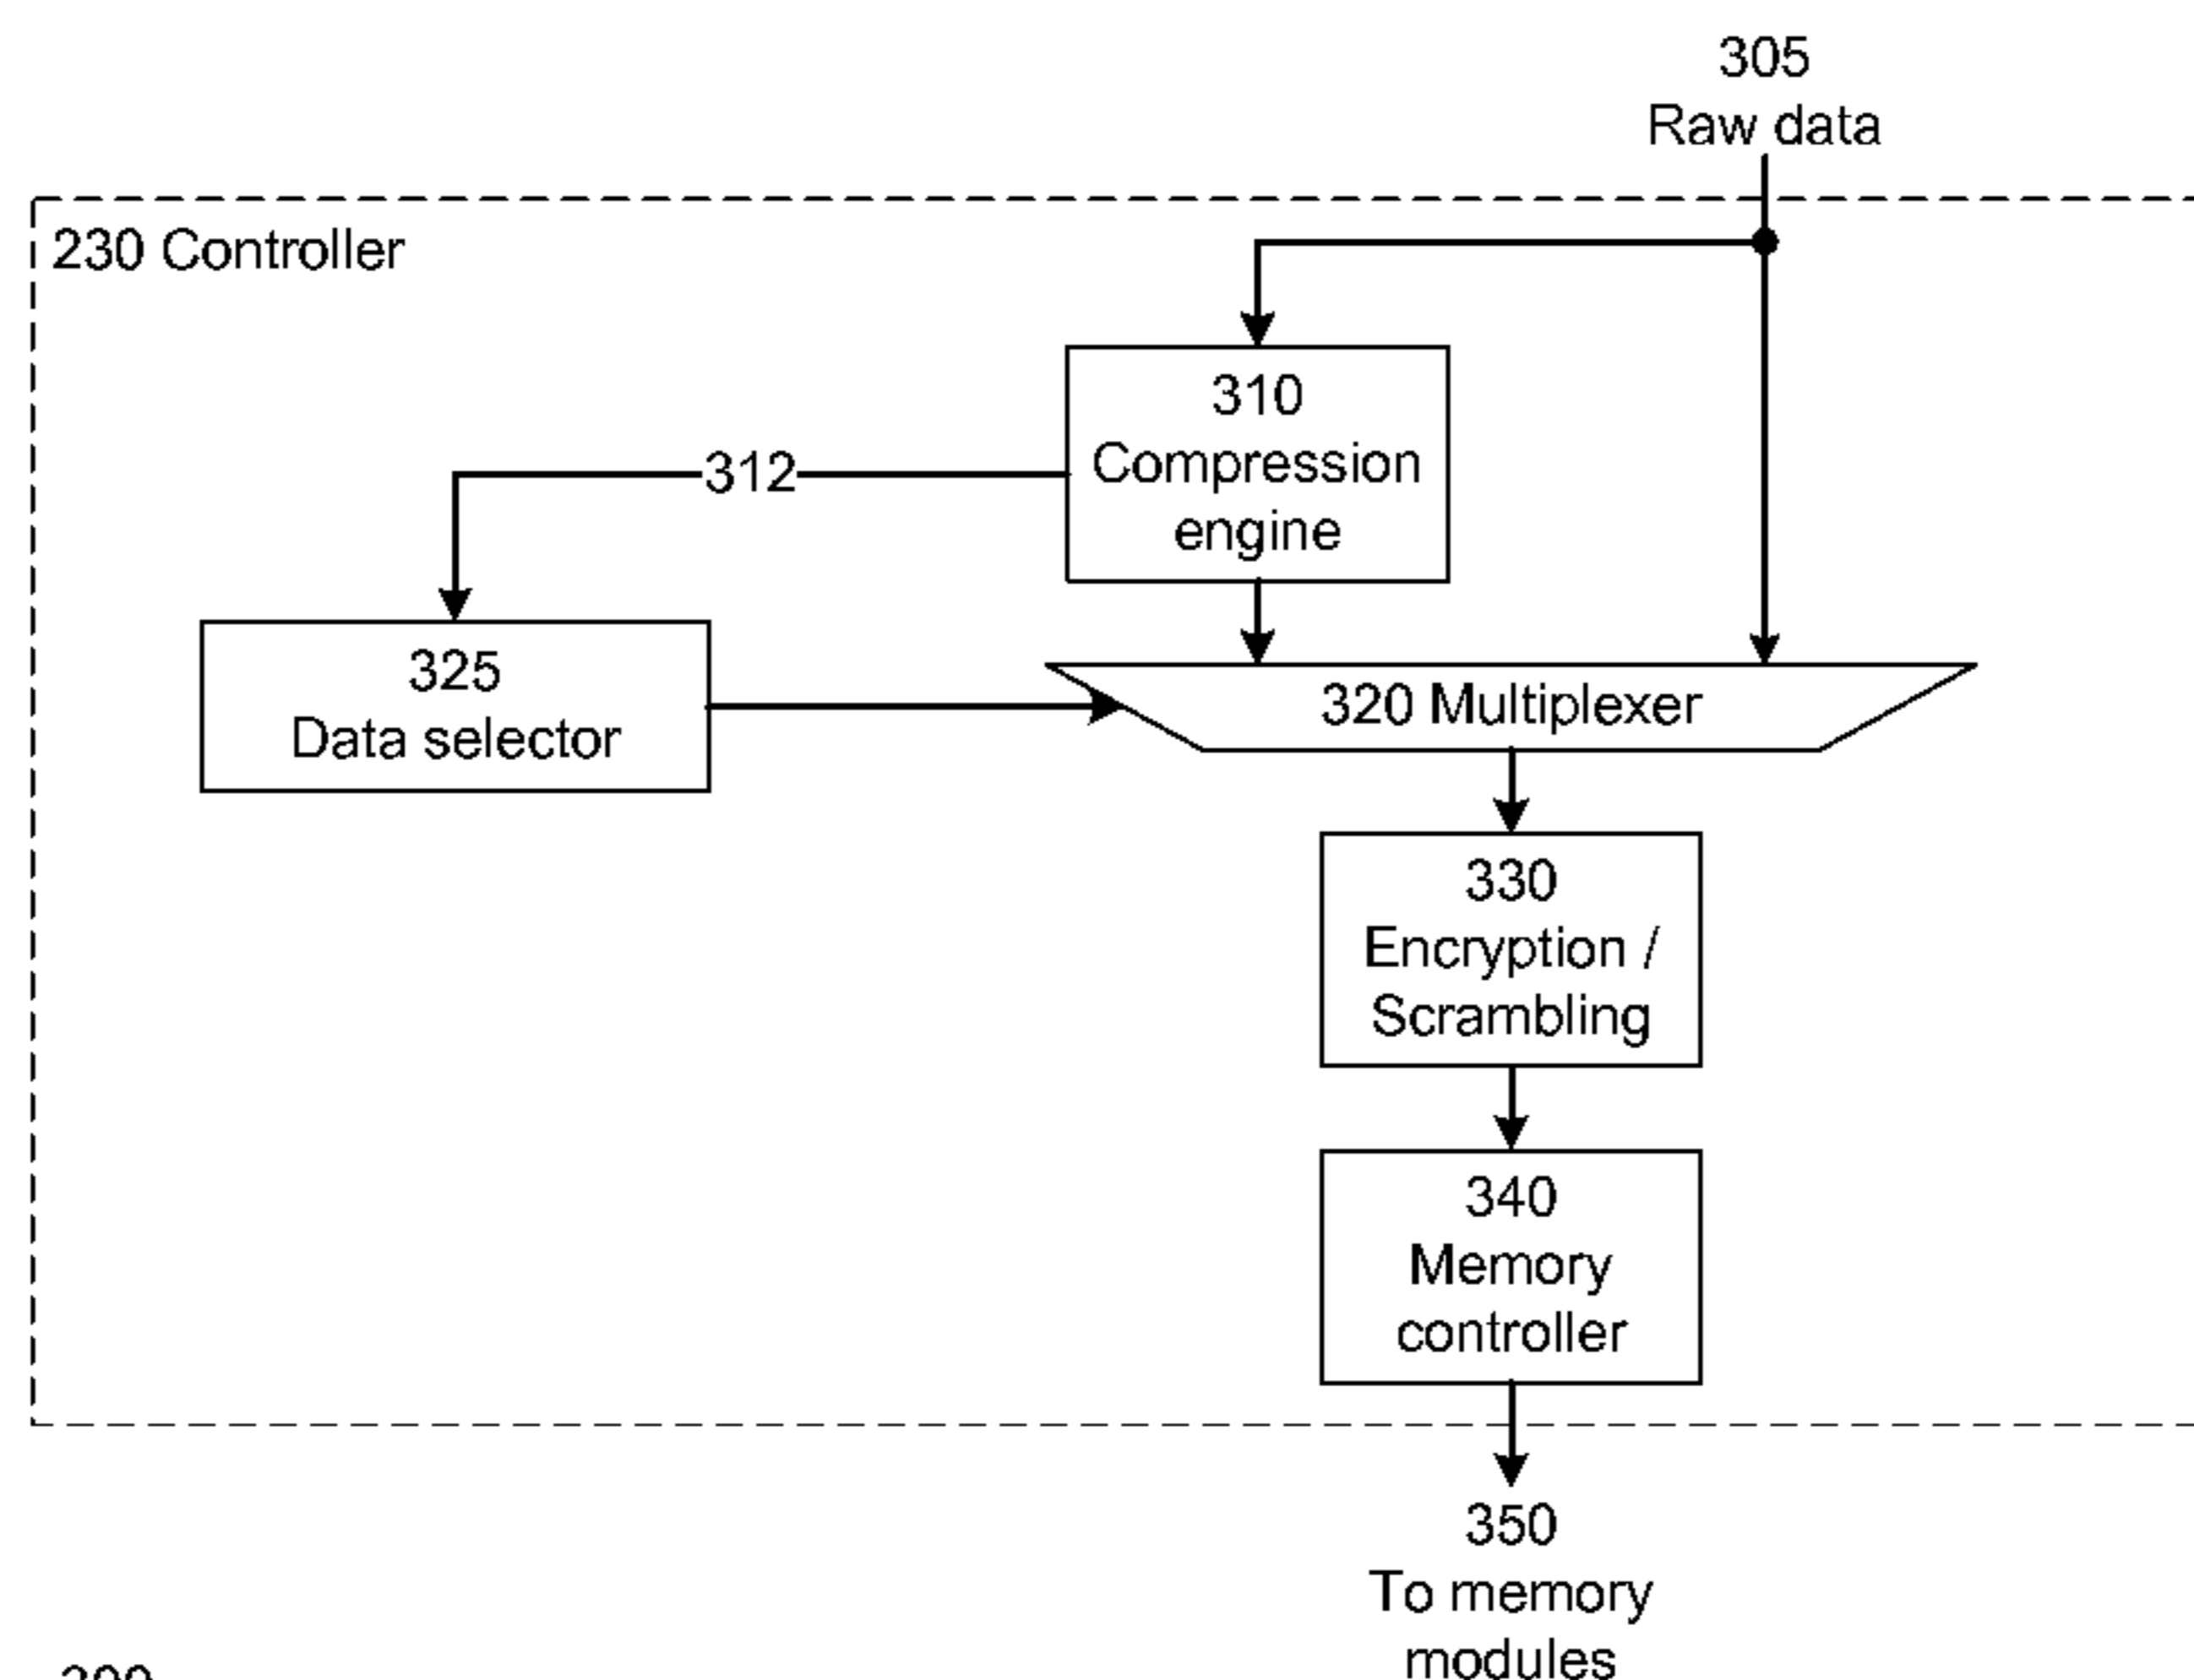 305
Raw data
230 Controller
310
Compression
engine
312
325
Data selector
320 Multiplexer
330
Encryption /
Scrambling
340
Memory
controller
350
To memory
modules